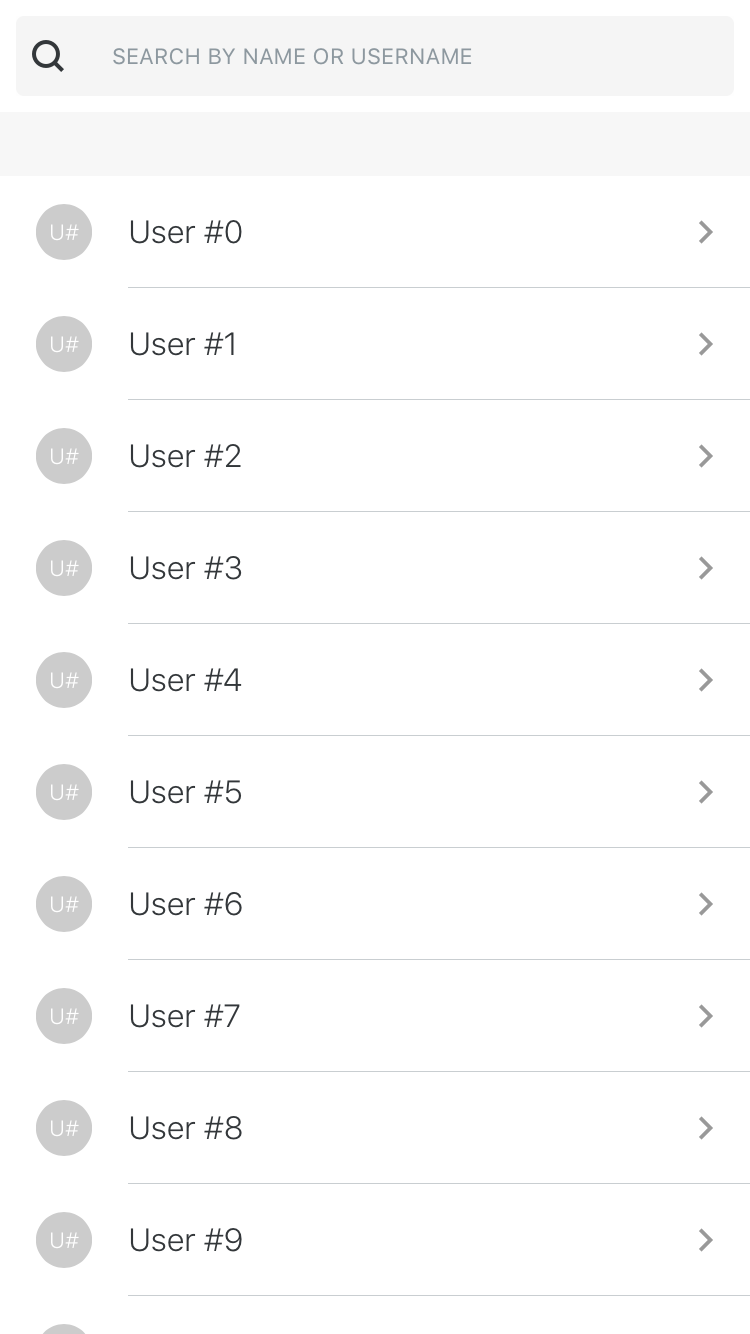 SEARCH BY NAME OR USERNAME
U# User #0
U# User #1
U# User #2
U# User #3
U# User #4
U# User #5
U# User #6
U# User #7
U# User #8
U# User #9